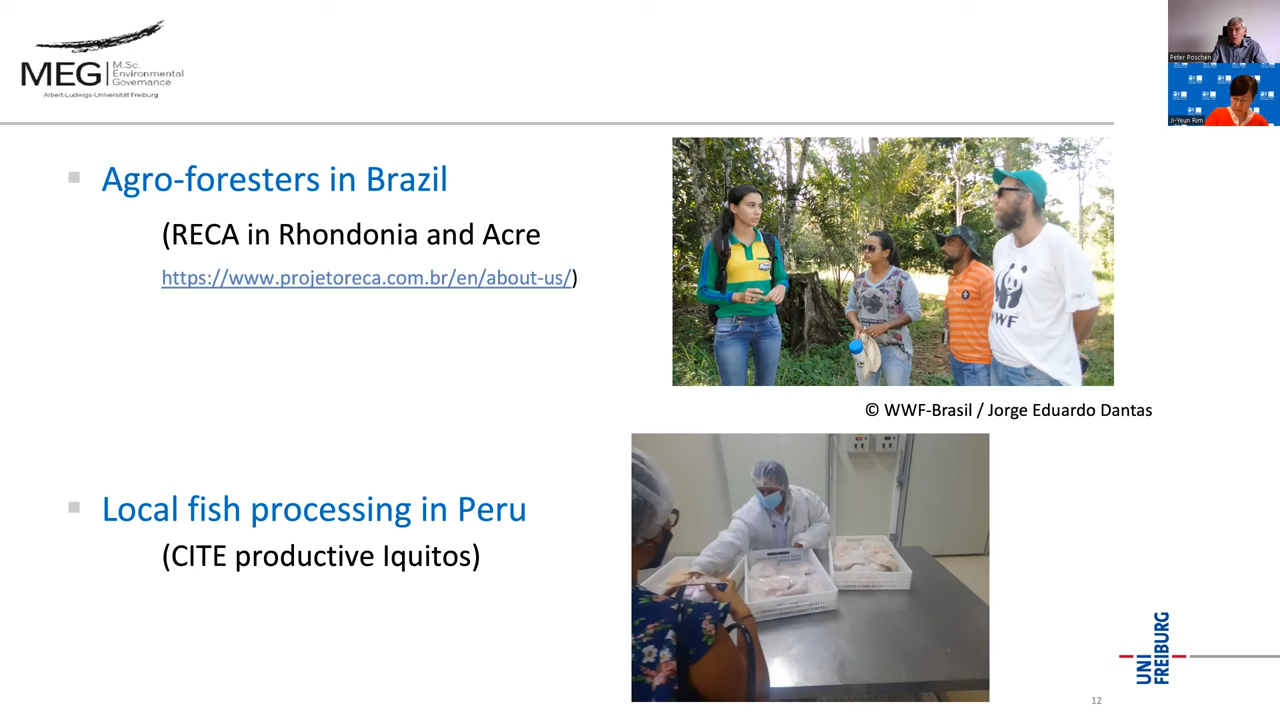 MEG
M.Sc.
Environmental
Governance
Albert-Ludwigs-Universität Freiburg
Peter Poschen
Ji-Yeun Rim
Agro-foresters in Brazil
(RECA in Rhondonia and Acre
https://www.projetoreca.com.br/en/about-us/)
WWF
© WWF-Brasil / Jorge Eduardo Dantas
Local fish processing in Peru
(CITE productive Iquitos)
UNI
FREIBURG
12